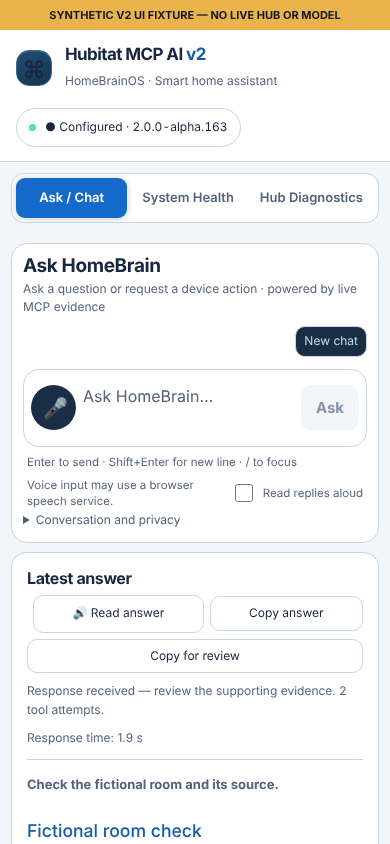 SYNTHETIC V2 UI FIXTURE — NO LIVE HUB OR MODEL
Hubitat MCP AI v2
HomeBrainOS · Smart home assistant
Configured · 2.0.0-alpha.163
Ask / Chat
System Health
Hub Diagnostics
Ask HomeBrain
Ask a question or request a device action · powered by live
MCP evidence
New chat
Ask HomeBrain...
Ask
Enter to send · Shift+Enter for new line · / to focus
Voice input may use a browser
speech service.
Read replies aloud
Conversation and privacy
Latest answer
Read answer
Copy answer
Copy for review
Response received — review the supporting evidence. 2
tool attempts.
Response time: 1.9 s
Check the fictional room and its source.
Fictional room check